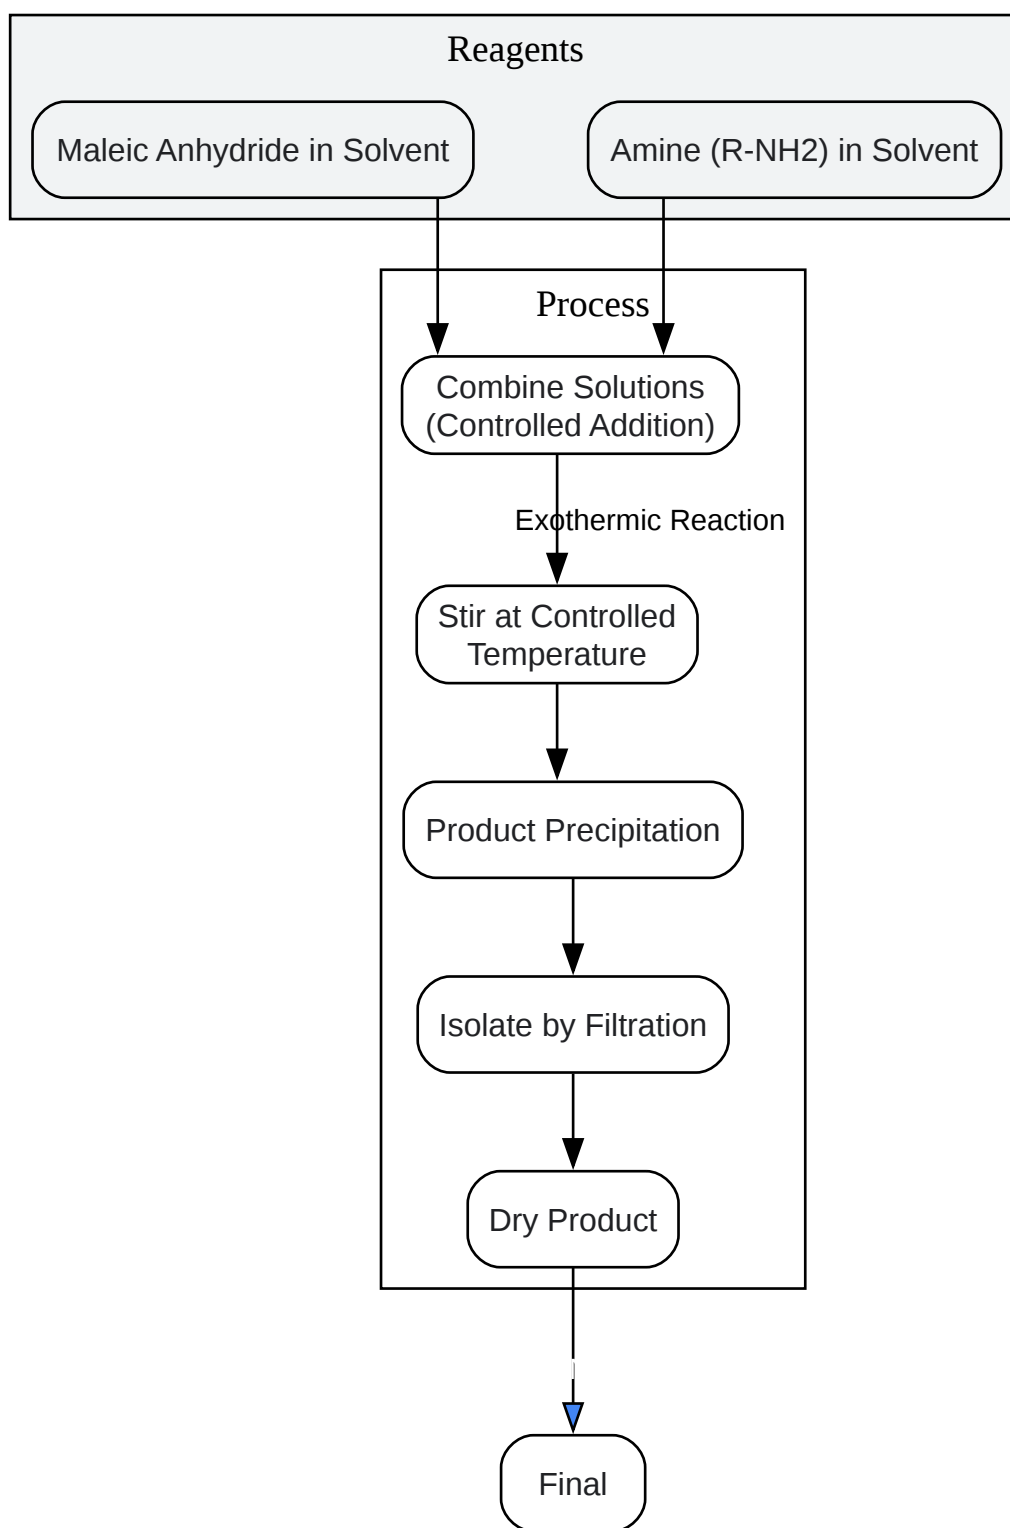 Reagents
Maleic Anhydride in Solvent
Amine (R-NH2) in Solvent
Process
Combine Solutions
(Controlled Addition)
Exothermic Reaction
Stir at Controlled
Temperature
Product Precipitation
Isolate by Filtration
Dry Product
Final